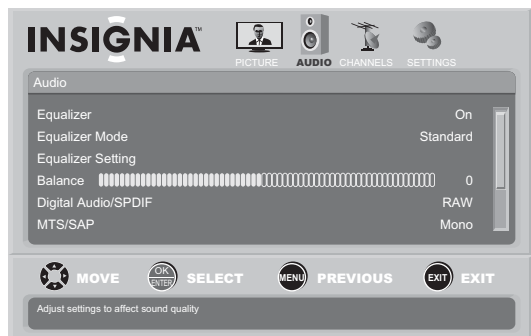 INSIGNIA™
PICTURE AUDIO CHANNELS SETTINGS
Audio
Equalizer On
Equalizer Mode Standard
Equalizer Setting
Balance 0
Digital Audio/SPDIF RAW
MTS/SAP Mono
MOVE OK ENTER SELECT MENU PREVIOUS EXIT EXIT
Adjust settings to affect sound quality